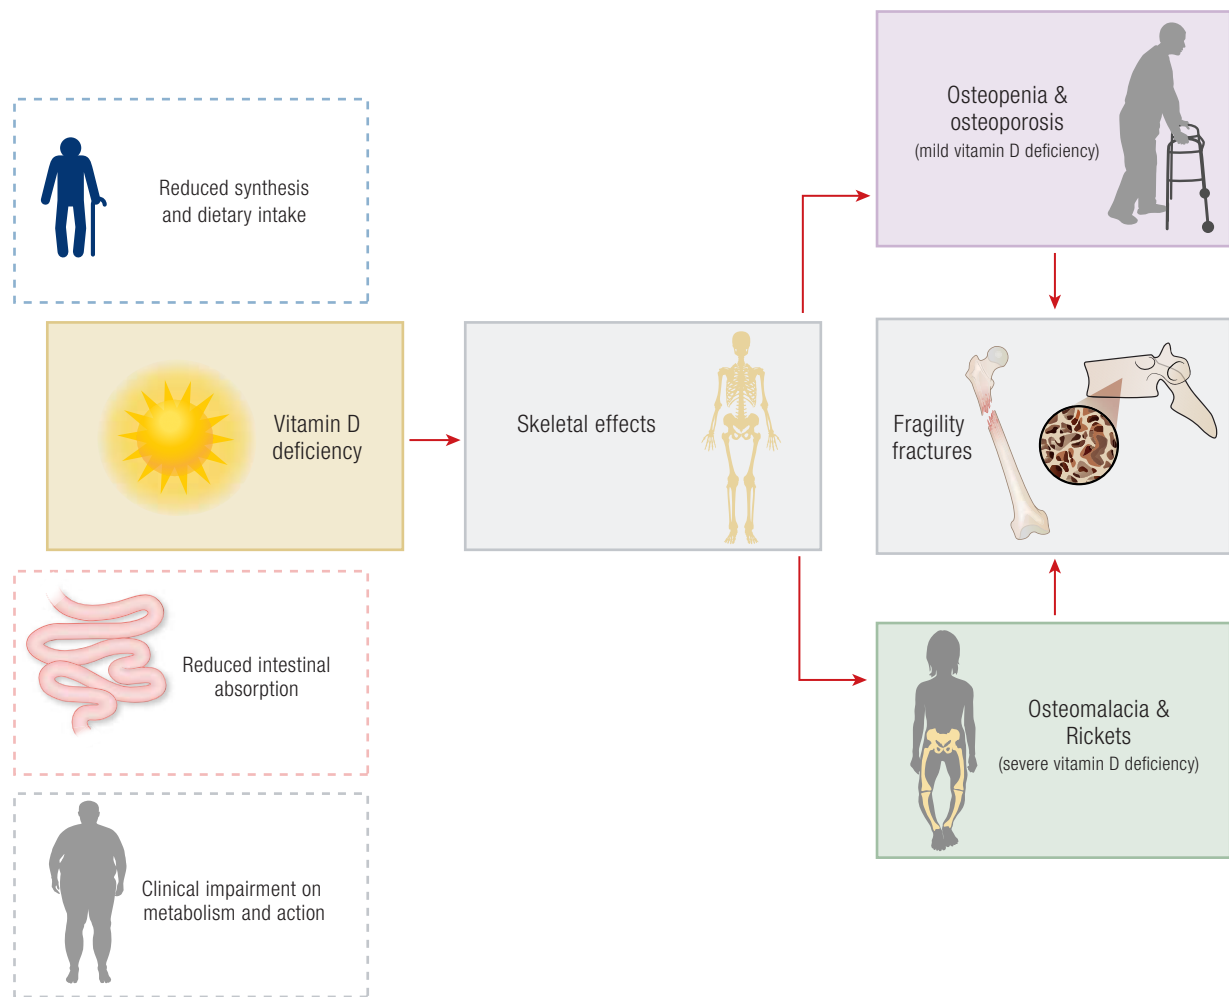 Reduced synthesis
and dietary intake
Vitamin D
deficiency
Reduced intestinal
absorption
Clinical impairment on
metabolism and action
Skeletal effects
Osteopenia &
osteoporosis
(mild vitamin D deficiency)
Fragility
fractures
Osteomalacia &
Rickets
(severe vitamin D deficiency)